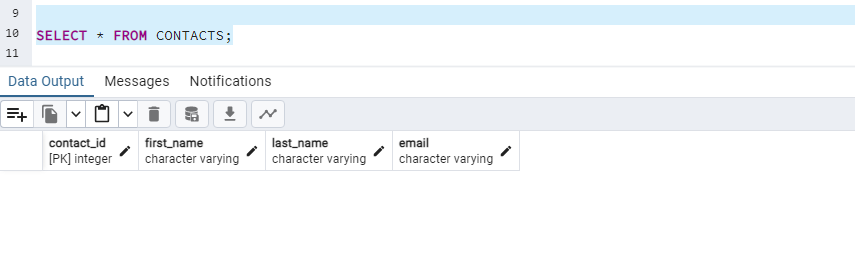 9
10 SELECT * FROM CONTACTS;
11
Data Output Messages Notifications
contact_id first_name last_name email
[PK] integer character varying character varying character varying